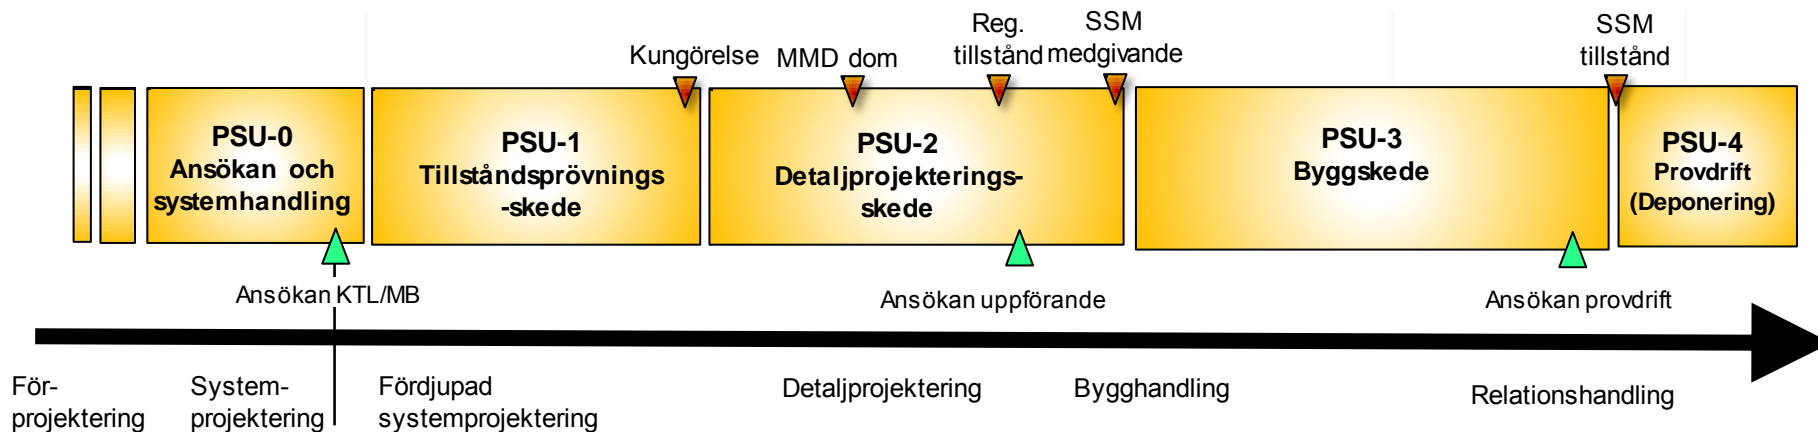 Kungörelse
MMD dom
Reg.
tillstånd
SSM
medgivande
SSM
tillstånd
PSU-0
Ansökan och
systemhandling
PSU-1
Tillståndsprövnings
-skede
PSU-2
Detaljprojekterings-
skede
PSU-3
Byggskede
PSU-4
Provdrift
(Deponering)
Ansökan KTL/MB
Ansökan uppförande
Ansökan provdrift
För-
projektering
System-
projektering
Fördjupad
systemprojektering
Detaljprojektering
Bygghandling
Relationshandling